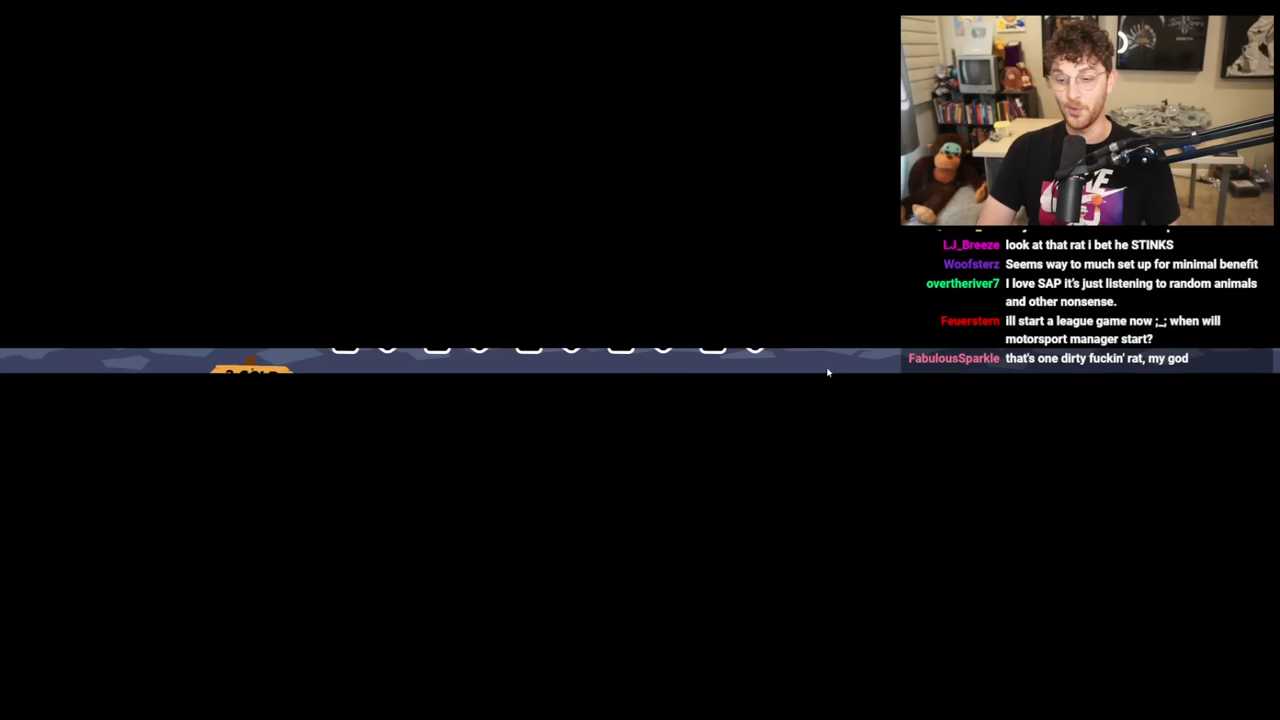 LJ_Breeze look at that rat i bet he STINKS
Woofsterz Seems way to much set up for minimal benefit
overtheriver7 I love SAP it's just listening to random animals
and other nonsense.
Feuerstern ill start a league game now ;_; when will
motorsport manager start?
FabulousSparkle that's one dirty fuckin' rat, my god